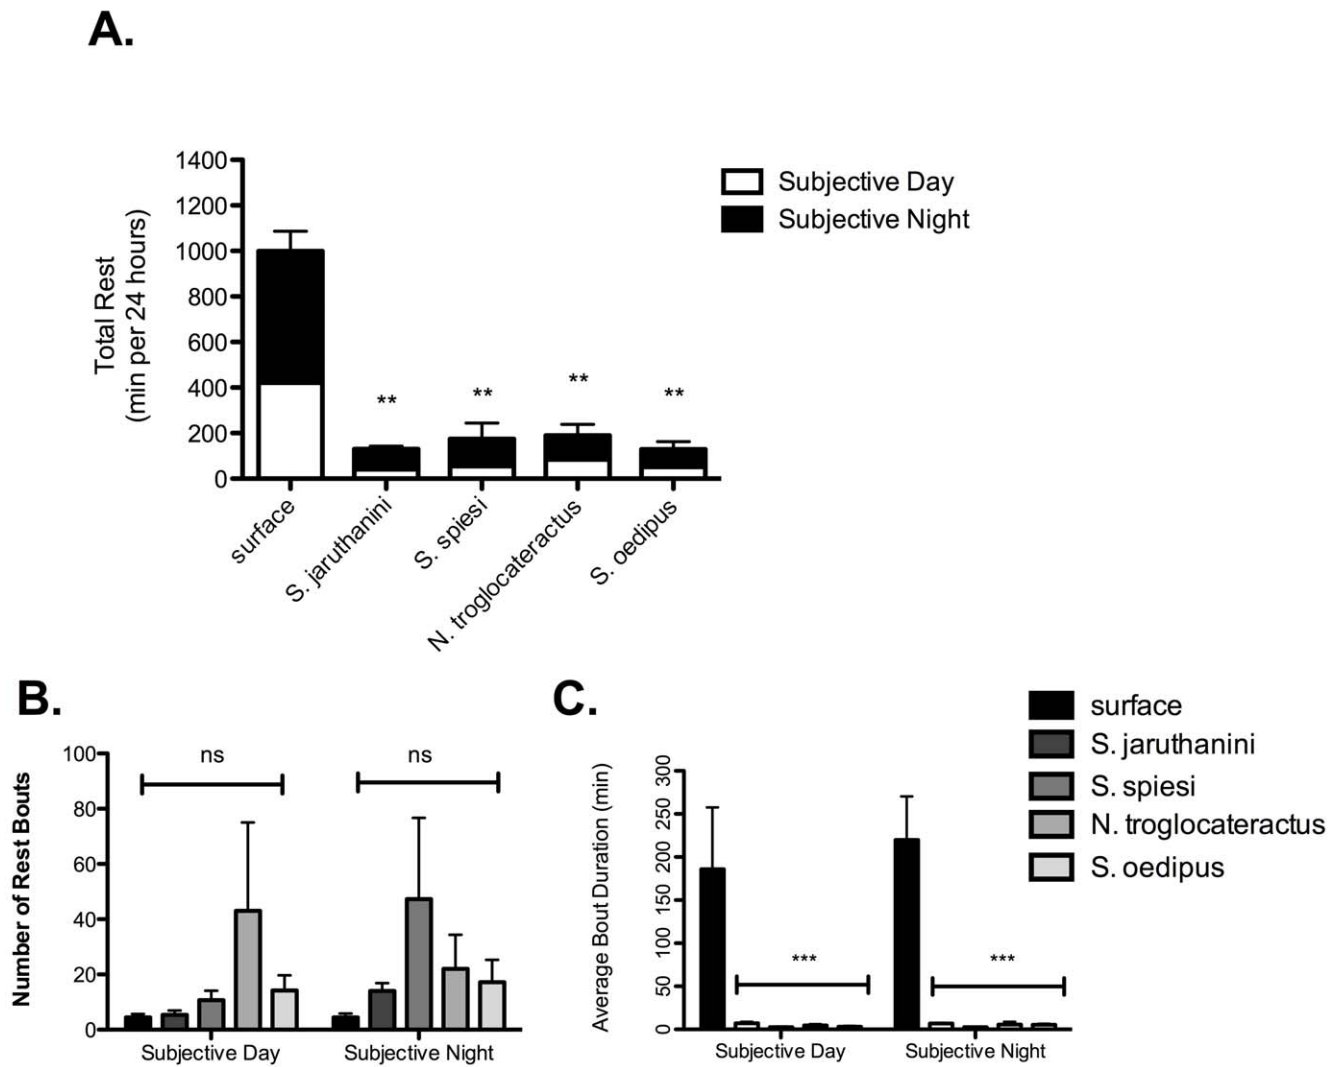 A.
1400
1200
1000
800
600
400
200
0
Total Rest
(min per 24 hours)
Subjective Day
Subjective Night
**
**
**
**
surface
S. jaruthanini
S. spiesi
N. troglocateractus
S. oedipus
B.
100
80
60
40
20
0
Number of Rest Bouts
ns
ns
Subjective Day
Subjective Night
C.
300
250
200
150
100
50
0
Average Bout Duration (min)
***
***
Subjective Day
Subjective Night
surface
S. jaruthanini
S. spiesi
N. troglocateractus
S. oedipus